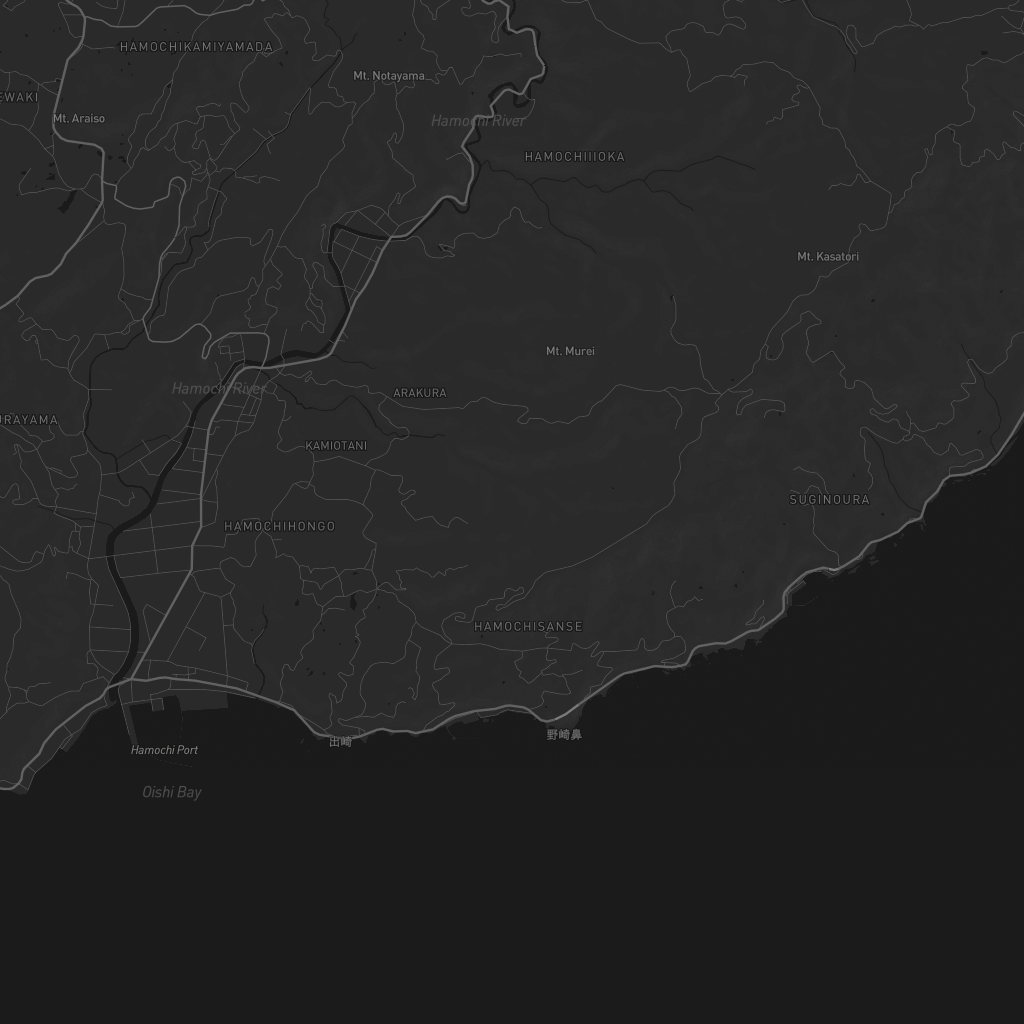 HAMOCHIKAMIYAMADA
Mt. Notayama
EWAKI
Mt. Araiso
Hamochi River
HAMOCHIIIOKA
Mt. Kasatori
Mt. Murei
Hamochi River
ARAKURA
URAYAMA
KAMIOTANI
SUGINOURA
HAMOCHIHONGO
HAMOCHISANSE
野崎鼻
出崎
Hamochi Port
Oishi Bay